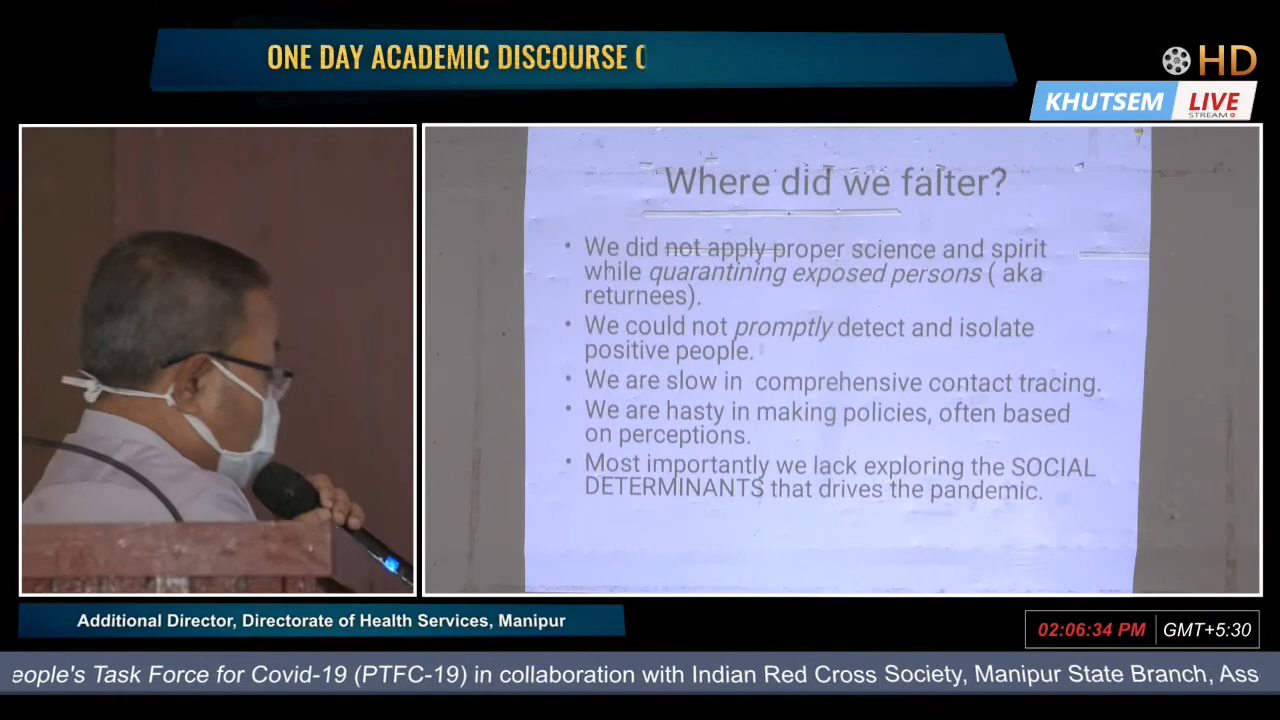 ONE DAY ACADEMIC DISCOURSE
HD
KHUTSEM LIVE
STREAM
Where did we falter?
• We did not apply proper science and spirit
while quarantining exposed persons ( aka
returnees).
• We could not promptly detect and isolate
positive people.
• We are slow in comprehensive contact tracing.
• We are hasty in making policies, often based
on perceptions.
• Most importantly we lack exploring the SOCIAL
DETERMINANTS that drives the pandemic.
Additional Director, Directorate of Health Services, Manipur
02:06:34 PM GMT+5:30
eople's Task Force for Covid-19 (PTFC-19) in collaboration with Indian Red Cross Society, Manipur State Branch, Ass